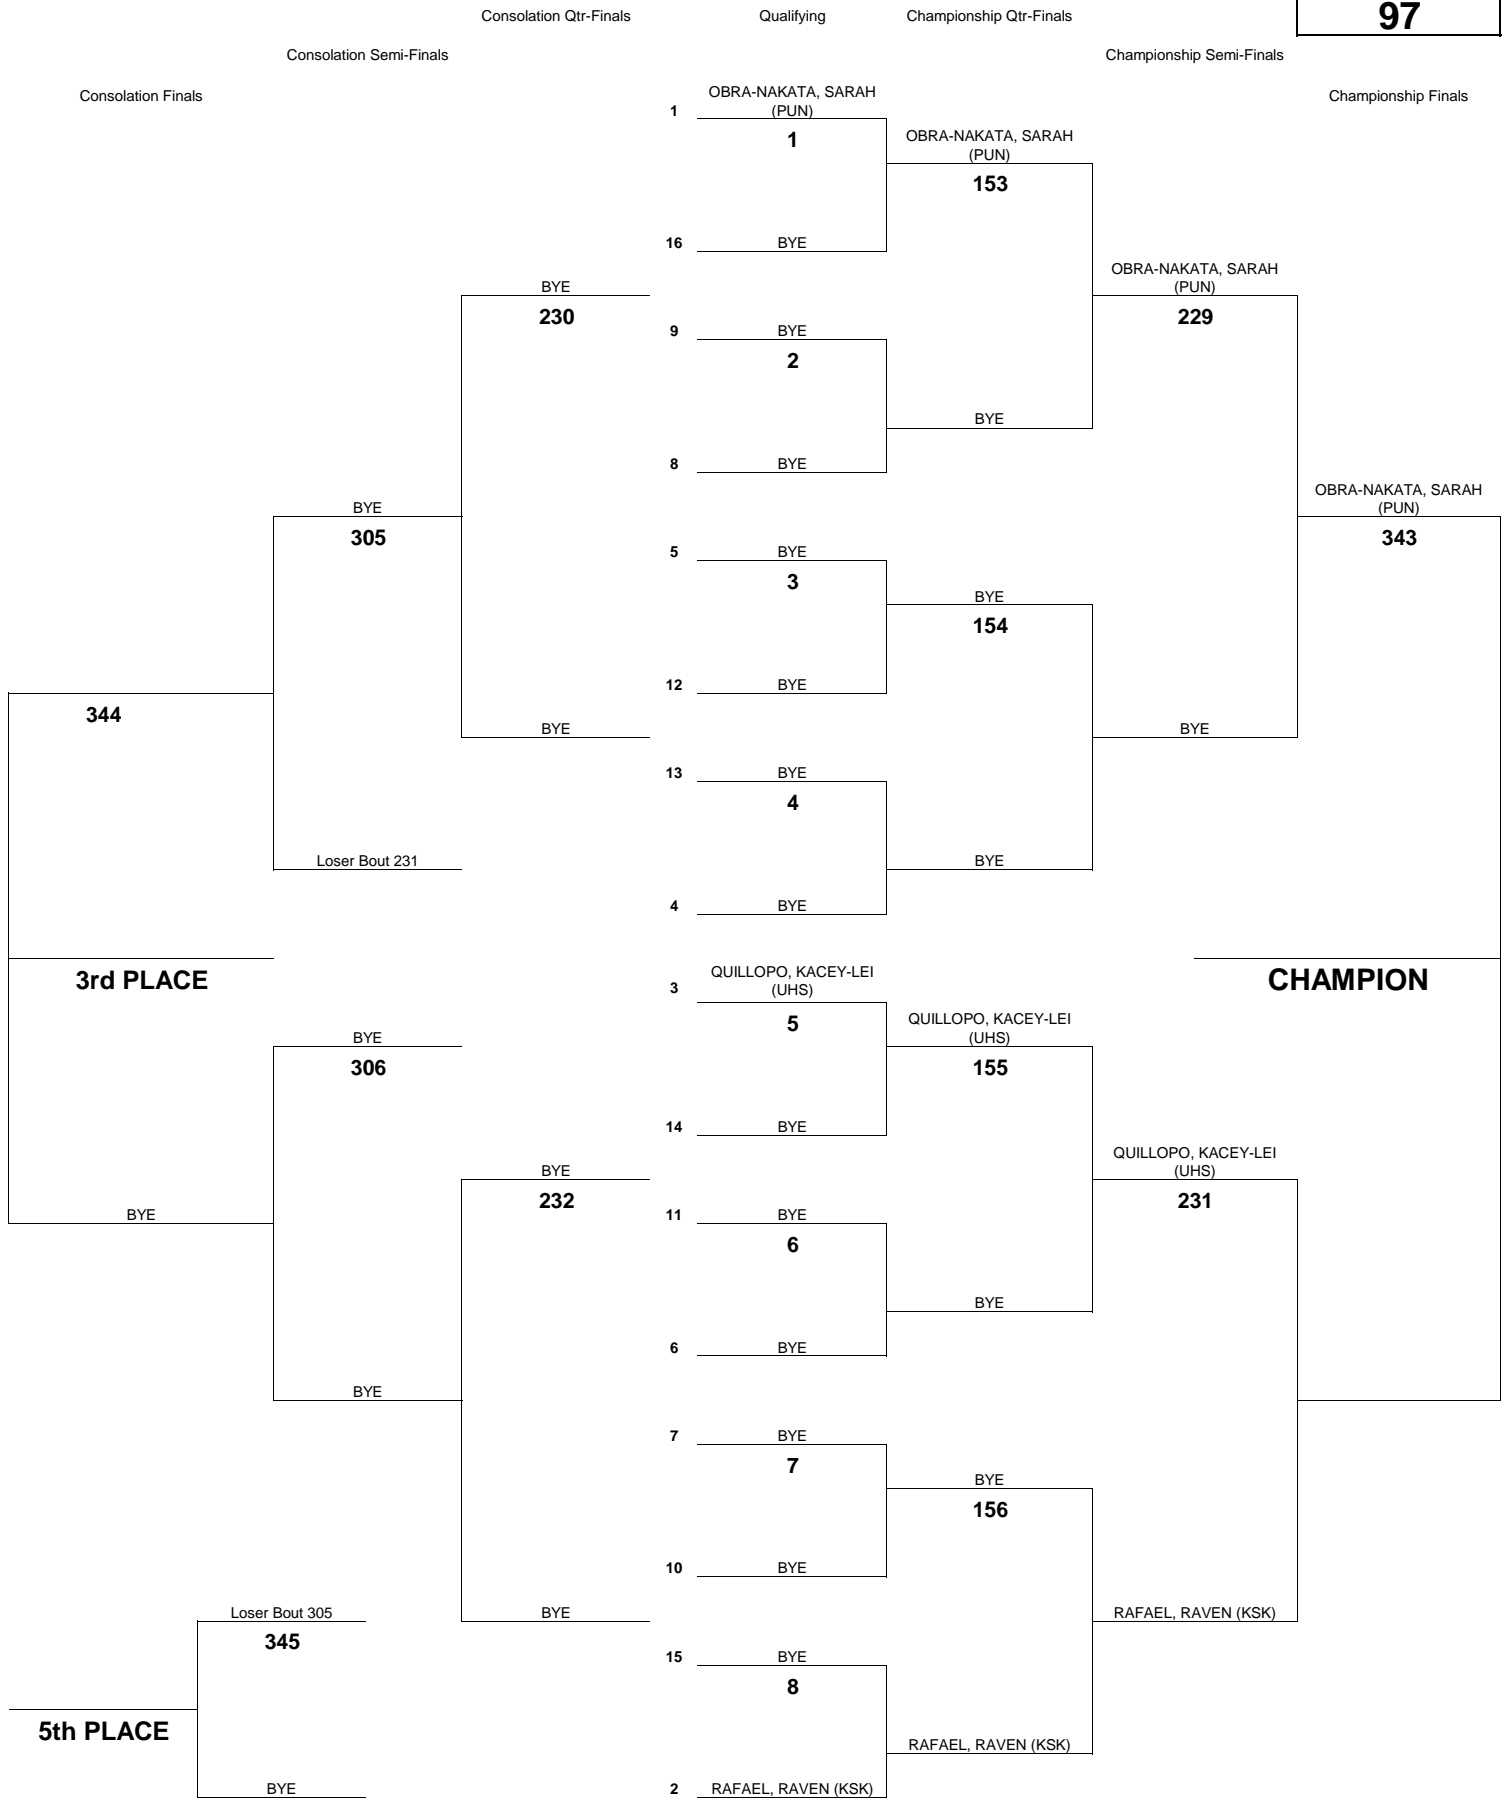 Consolation Qtr-Finals
Qualifying
Championship Qtr-Finals
97
Consolation Semi-Finals
Championship Semi-Finals
Consolation Finals
Championship Finals
1
OBRA-NAKATA, SARAH
(PUN)
1
OBRA-NAKATA, SARAH
(PUN)
153
16
BYE
OBRA-NAKATA, SARAH
(PUN)
229
BYE
230
9
BYE
2
BYE
8
BYE
OBRA-NAKATA, SARAH
(PUN)
343
BYE
305
5
BYE
3
BYE
154
12
BYE
344
BYE
BYE
13
BYE
4
Loser Bout 231
BYE
4
BYE
3rd PLACE
CHAMPION
3
QUILLOPO, KACEY-LEI
(UHS)
5
QUILLOPO, KACEY-LEI
(UHS)
155
BYE
306
14
BYE
QUILLOPO, KACEY-LEI
(UHS)
231
BYE
232
BYE
11
BYE
6
BYE
6
BYE
BYE
7
BYE
7
BYE
156
10
BYE
Loser Bout 305
345
BYE
RAFAEL, RAVEN (KSK)
15
BYE
8
5th PLACE
RAFAEL, RAVEN (KSK)
BYE
2
RAFAEL, RAVEN (KSK)